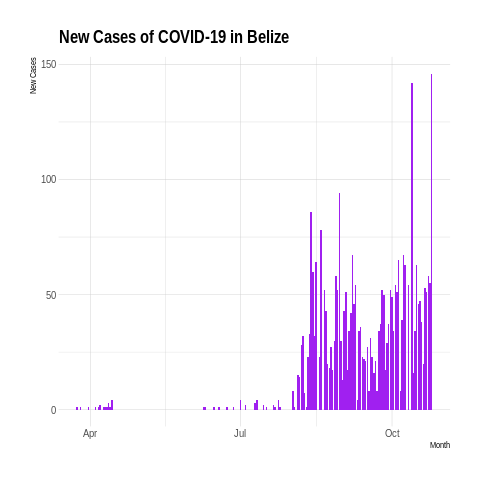 New Cases of COVID-19 in Belize
New Cases
150
100
50
0
Apr
Jul
Oct
Month